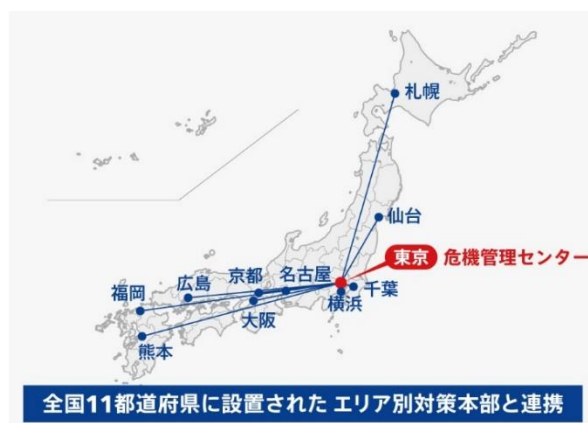 札幌
仙台
東京 危機管理センター
福岡
広島
京都
名古屋
千葉
横浜
大阪
熊本
全国11都道府県に設置された エリア別対策本部と連携